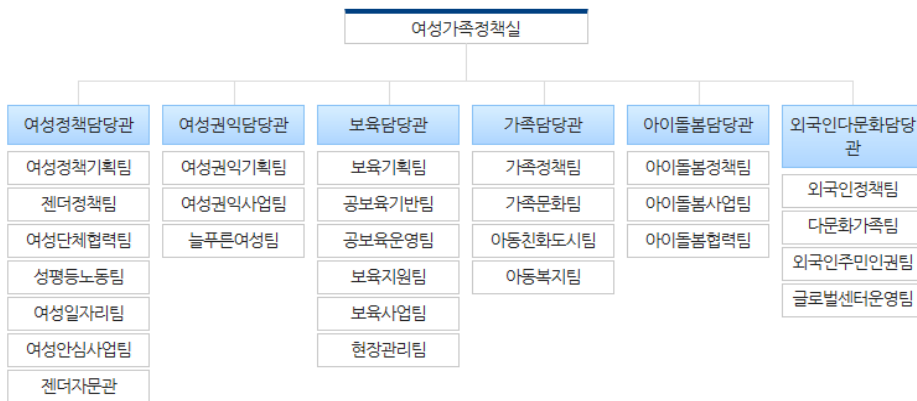 여성가족정책실
여성정책담당관
여성정책기획팀
젠더정책팀
여성단체협력팀
성평등노동팀
여성일자리팀
여성안심사업팀
젠더자문관
여성권익담당관
여성권익기획팀
여성권익사업팀
늘푸른여성팀
보육담당관
보육기획팀
공보육기반팀
공보육운영팀
보육지원팀
보육사업팀
현장관리팀
가족담당관
가족정책팀
가족문화팀
아동친화도시팀
아동복지팀
아이돌봄담당관
아이돌봄정책팀
아이돌봄사업팀
아이돌봄협력팀
외국인다문화담당
관
외국인정책팀
다문화가족팀
외국인주민인권팀
글로벌센터운영팀